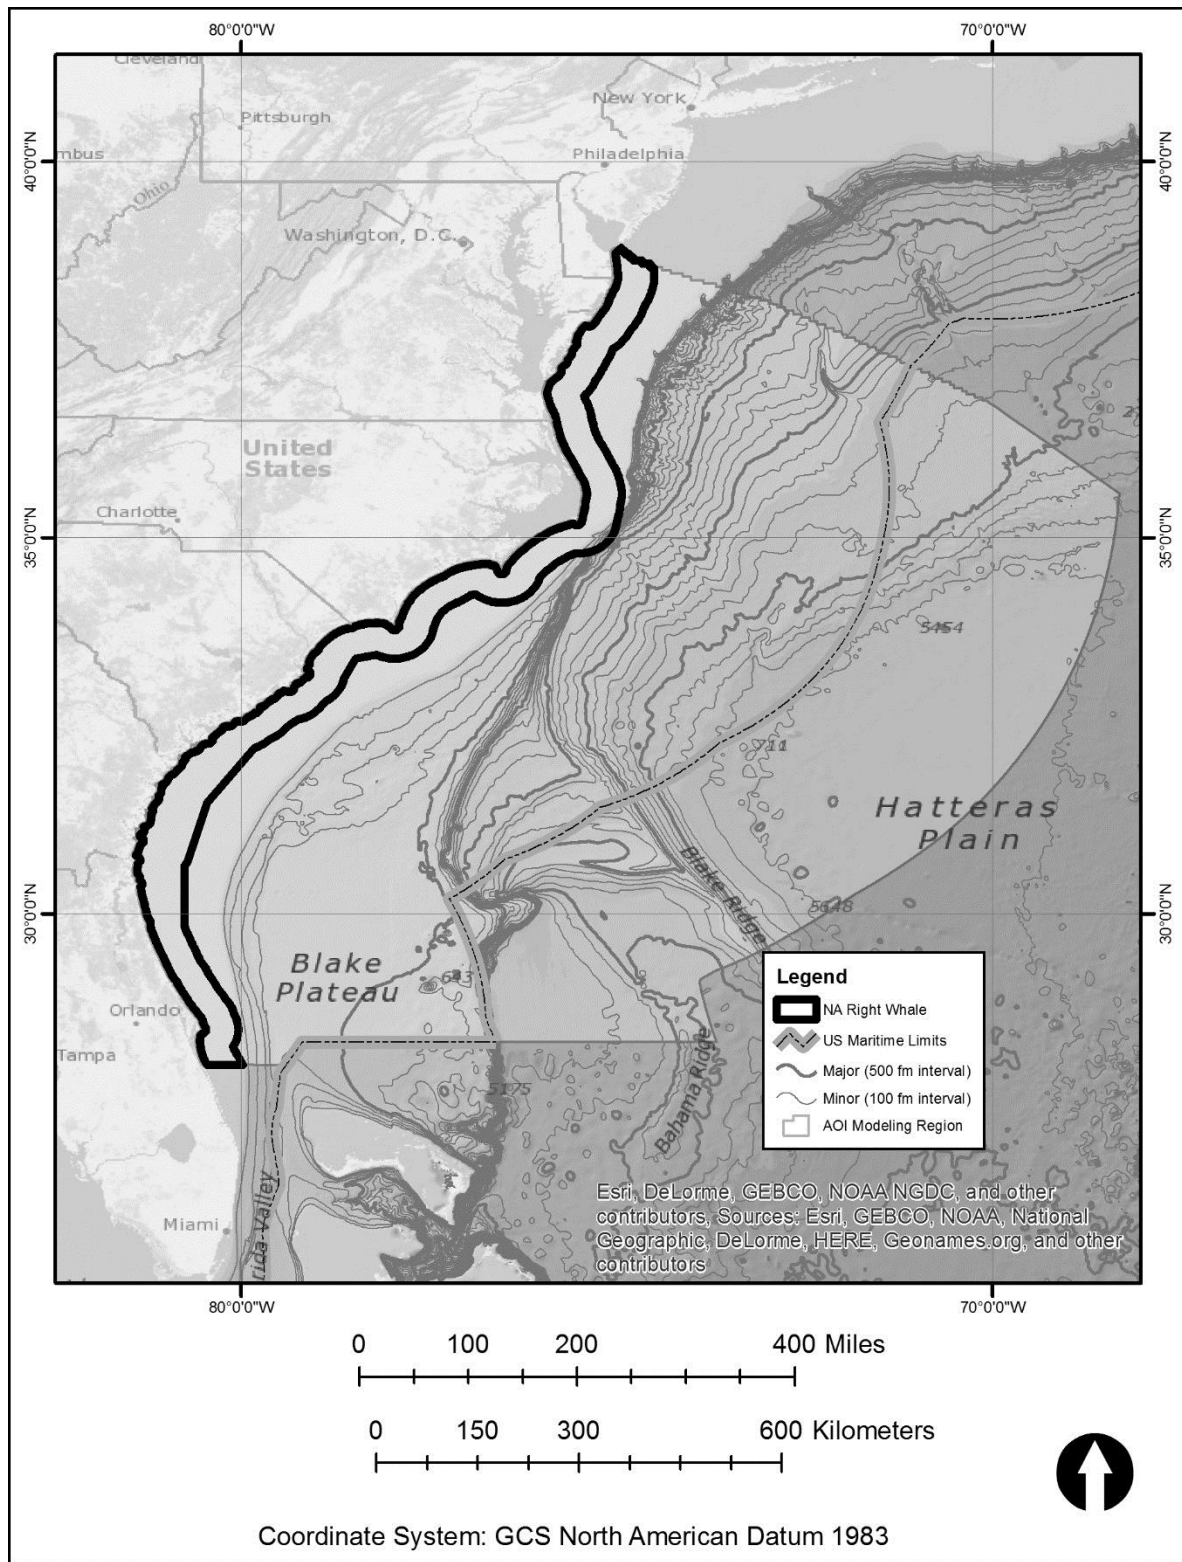 80°0'0"W
70°0'0"W
Cleveland
New York
Pittsburgh
mbus
Philadelphia
40°0'0"N
40°0'0"N
Ohio
Washington, D.C.
United
States
Charlotte
35°0'0"N
35°0'0"N
5454
711
Hatteras
Plain
Blake Ridge
5648
30°0'0"N
30°0'0"N
Blake
Plateau
643
Orlando
Tampa
5175
Bahama Ridge
Miami
rida-Valley
Legend
NA Right Whale
US Maritime Limits
Major (500 fm interval)
Minor (100 fm interval)
AOI Modeling Region
Esri, DeLorme, GEBCO, NOAA NGDC, and other
contributors, Sources: Esri, GEBCO, NOAA, National
Geographic, DeLorme, HERE, Geonames.org, and other
contributors
80°0'0"W
70°0'0"W
0 100 200 400 Miles
0 150 300 600 Kilometers
Coordinate System: GCS North American Datum 1983